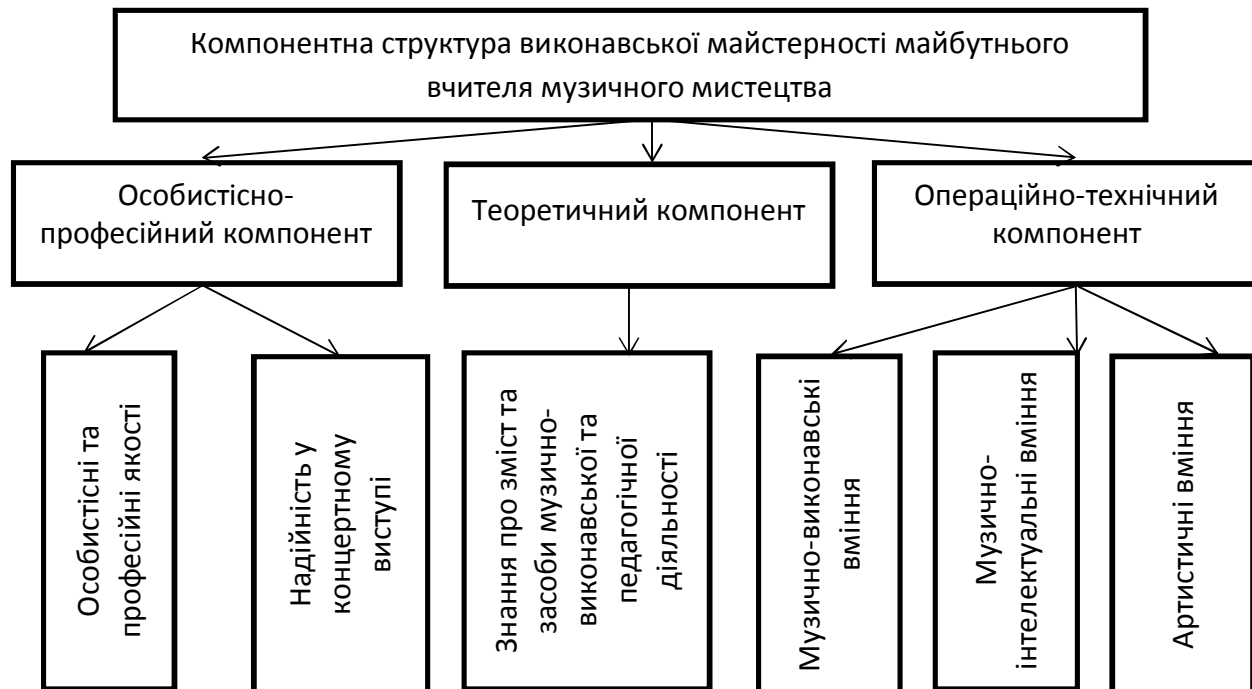 Компонентна структура виконавської майстерності майбутнього
вчителя музичного мистецтва
Особистісно-
професійний компонент
Теоретичний компонент
Операційно-технічний
компонент
Особистісні та
професійні якості
Надійність у
концертному
виступі
Знання про зміст та
засоби музично-
виконавської та
педагогічної
діяльності
Музично-виконавські
вміння
Музично-
інтелектуальні вміння
Артистичні вміння